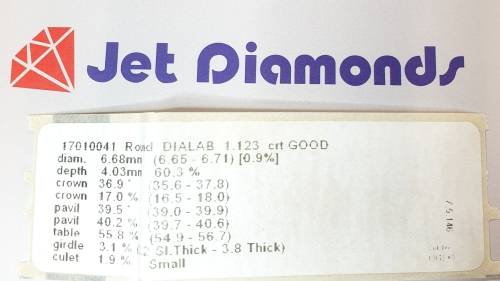 Jet Diamonds
17010041 Round DIALAB 1.123 crt GOOD
diam. 6.68mm (6.65 - 6.71) [0.9%]
depth 4.03mm 60.3 %
crown 36.9 ° (35.6 - 37.8)
crown 17.0 % (16.5 - 18.0)
pavil 39.5 ° (39.0 - 39.9)
pavil 40.2 % (39.7 - 40.6)
table 55.8 % (54.9 - 56.7)
girdle 3.1 % (2 Sl.Thick - 3.8 Thick)
culet 1.9 % Small